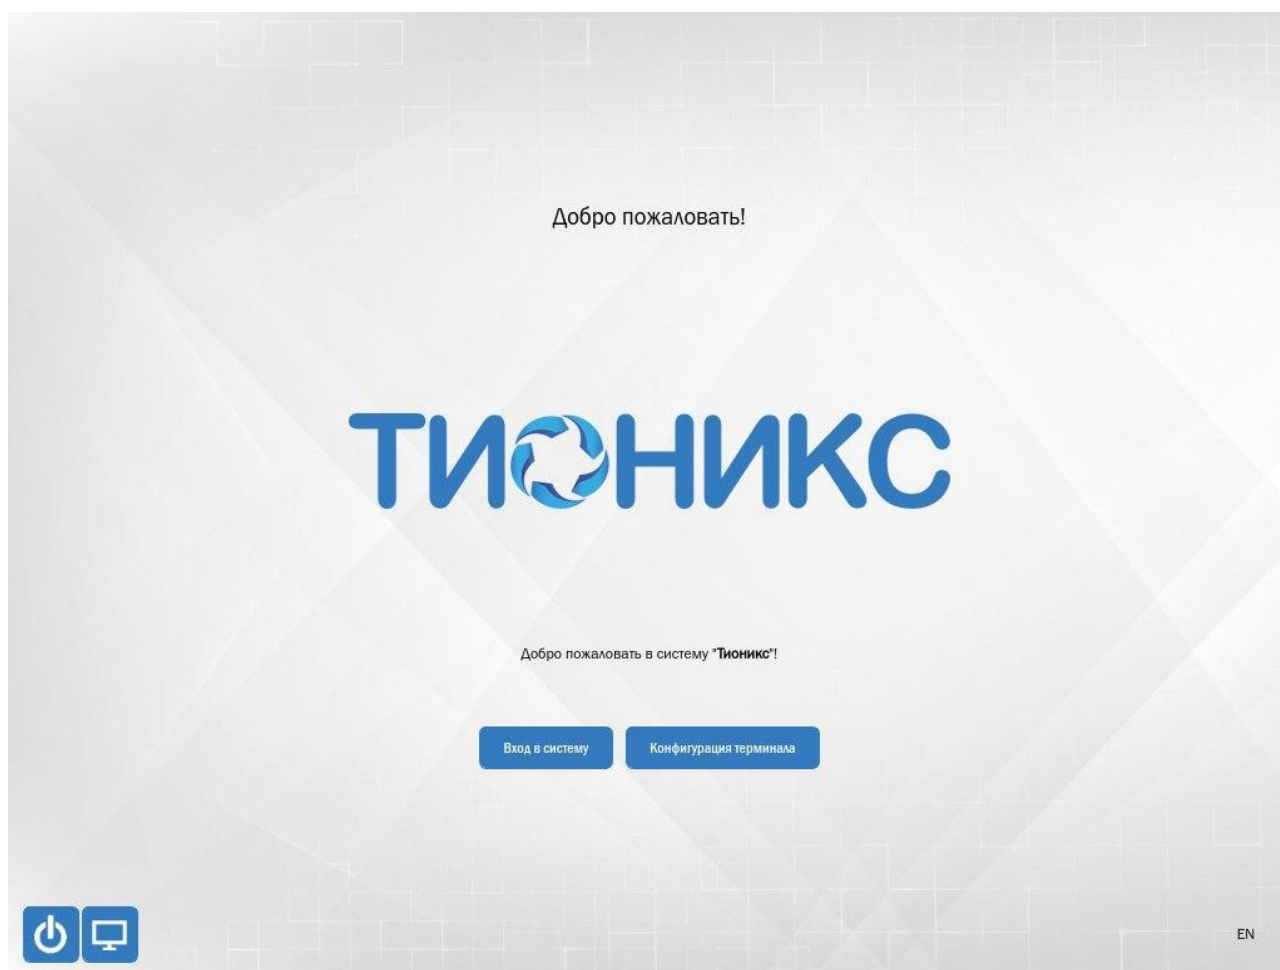 Добро пожаловать!
ТИОНИКС
Добро пожаловать в систему "Тионикс"!
Вход в систему
Конфигурация терминала
EN